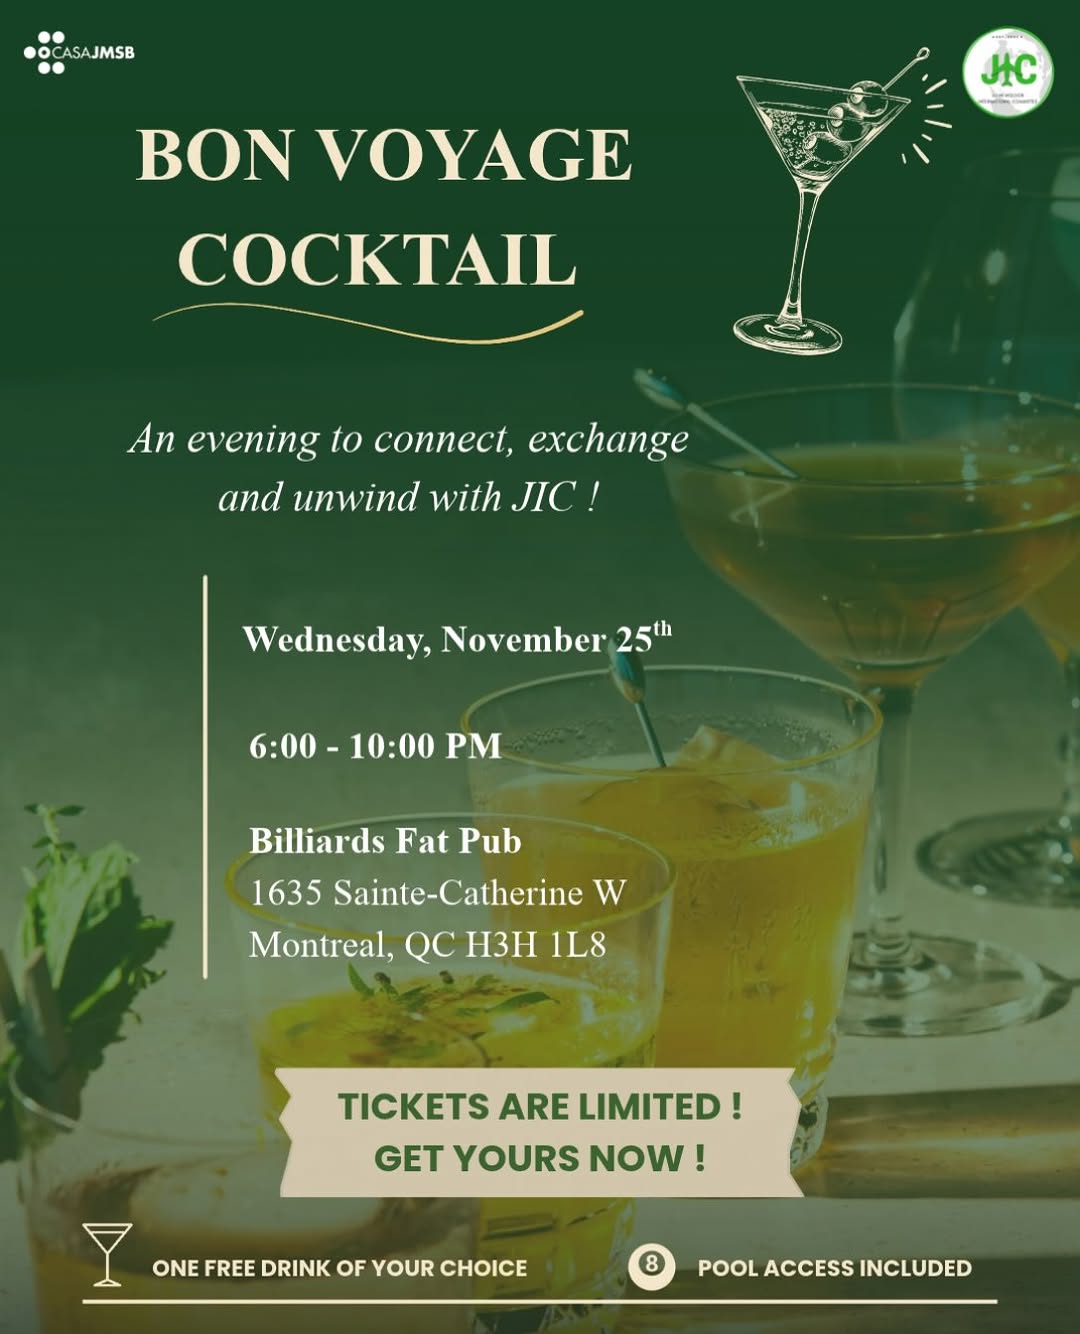 CASAJMSB
JIC
BON VOYAGE
COCKTAIL
An evening to connect, exchange
and unwind with JIC !
Wednesday, November 25th
6:00 - 10:00 PM
Billiards Fat Pub
1635 Sainte-Catherine W
Montreal, QC H3H 1L8
TICKETS ARE LIMITED !
GET YOURS NOW !
ONE FREE DRINK OF YOUR CHOICE
8 POOL ACCESS INCLUDED